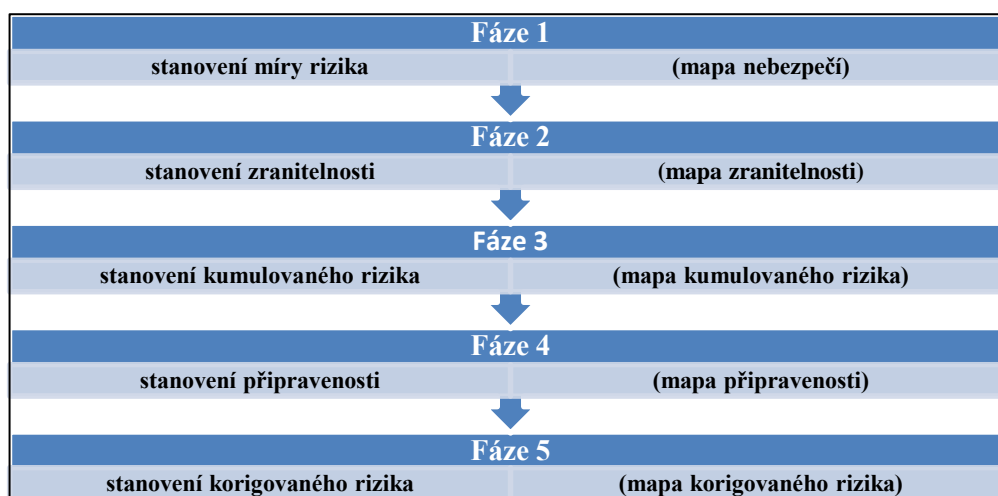 Fáze 1
stanovení míry rizika (mapa nebezpečí)
Fáze 2
stanovení zranitelnosti (mapa zranitelnosti)
Fáze 3
stanovení kumulovaného rizika (mapa kumulovaného rizika)
Fáze 4
stanovení připravenosti (mapa připravenosti)
Fáze 5
stanovení korigovaného rizika (mapa korigovaného rizika)